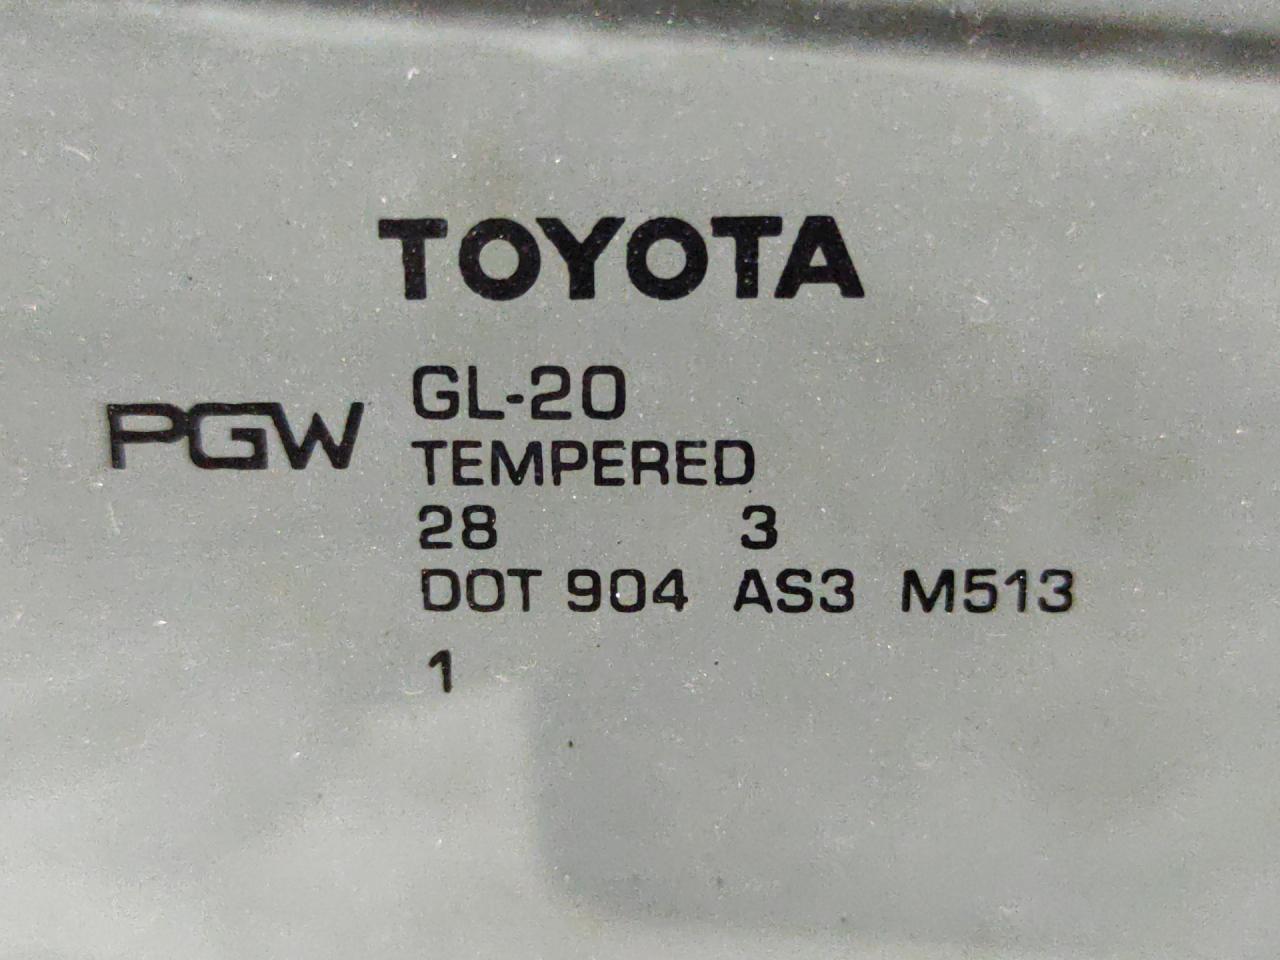 TOYOTA
PGW
GL-20
TEMPERED
28 3
DOT 904 AS3 M513
1